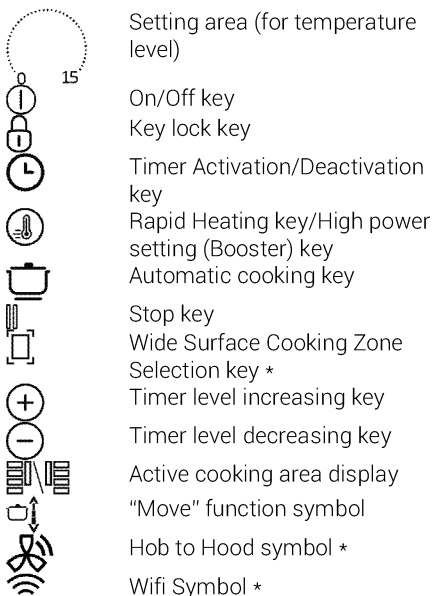 Setting area (for temperature
level)
0 15
On/Off key
Key lock key
Timer Activation/Deactivation
key
Rapid Heating key/High power
setting (Booster) key
Automatic cooking key
Stop key
Wide Surface Cooking Zone
Selection key *
Timer level increasing key
Timer level decreasing key
Active cooking area display
“Move” function symbol
Hob to Hood symbol *
Wifi Symbol *